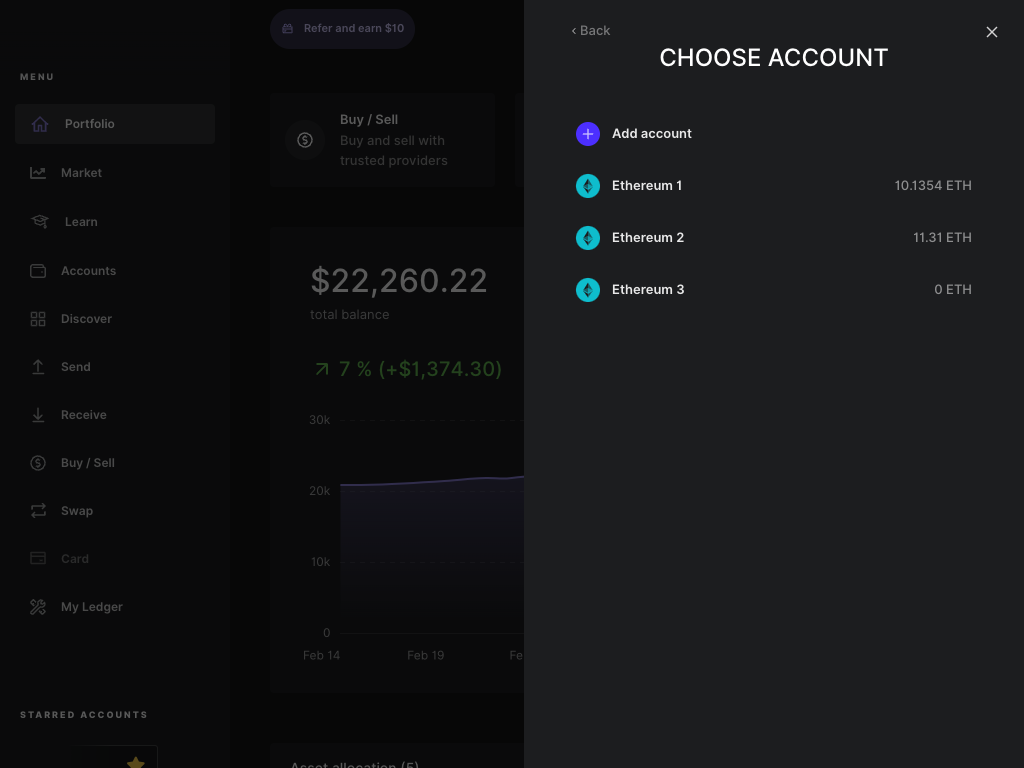 Refer and earn $10
MENU
Portfolio
Market
Learn
Accounts
Discover
Send
Receive
Buy / Sell
Swap
Card
My Ledger
STARRED ACCOUNTS
Buy / Sell
Buy and sell with
trusted providers
$22,260.22
total balance
7 % (+$1,374.30)
30k
20k
10k
0
Feb 14
Feb 19
Fe
Asset allocation (5)
‹ Back
CHOOSE ACCOUNT
Add account
Ethereum 1
10.1354 ETH
Ethereum 2
11.31 ETH
Ethereum 3
0 ETH